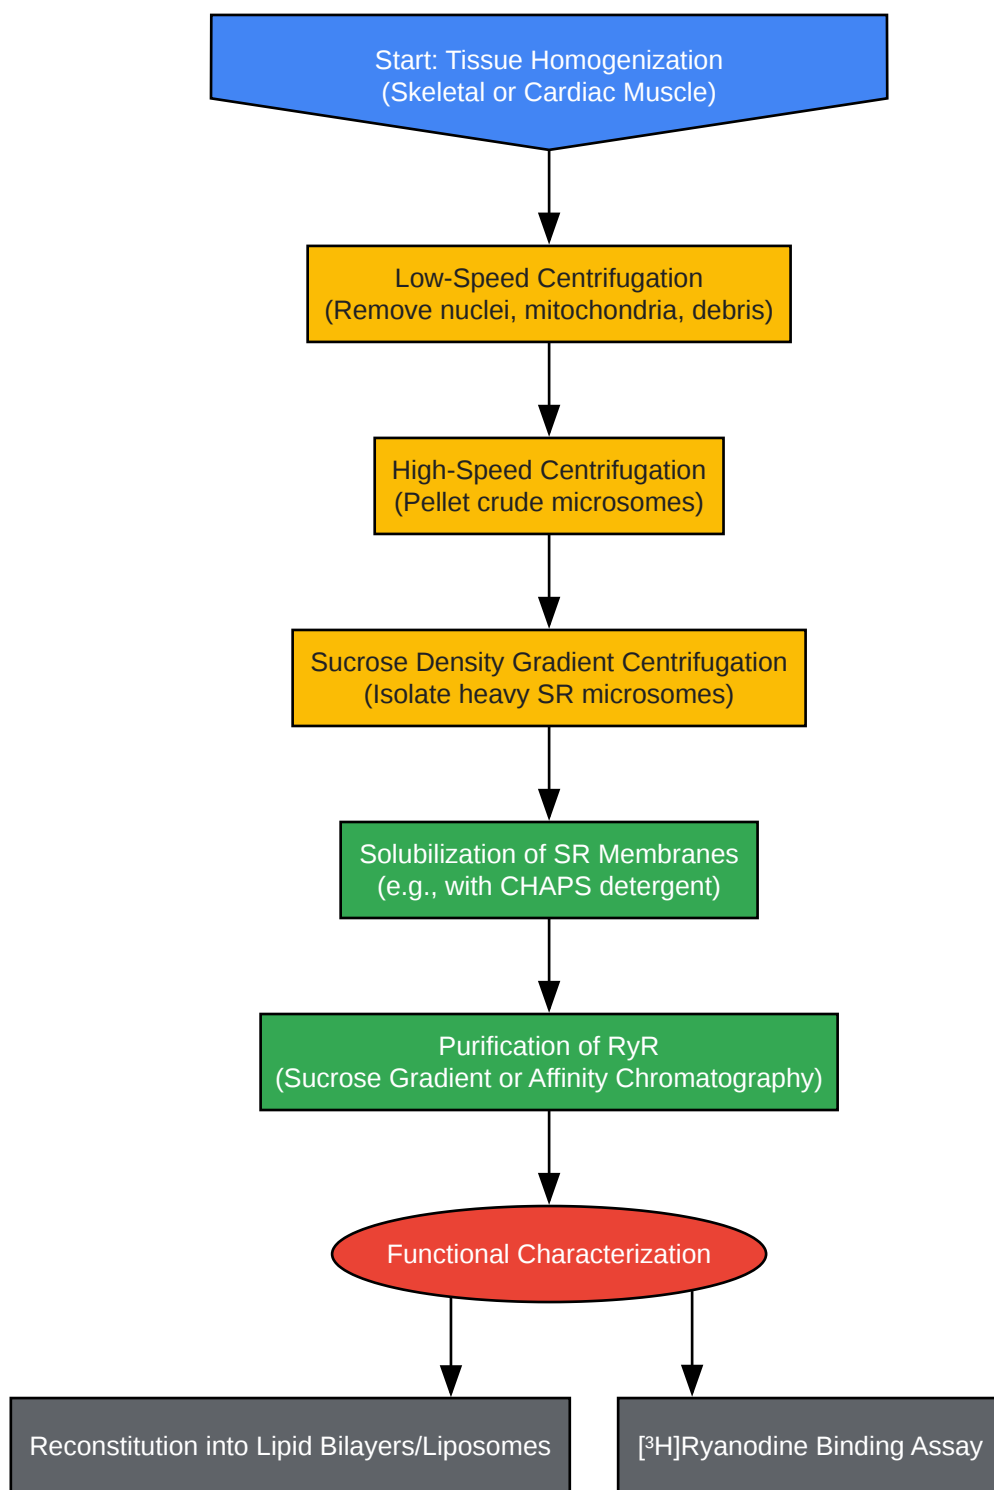 Start: Tissue Homogenization
(Skeletal or Cardiac Muscle)
Low-Speed Centrifugation
(Remove nuclei, mitochondria, debris)
High-Speed Centrifugation
(Pellet crude microsomes)
Sucrose Density Gradient Centrifugation
(Isolate heavy SR microsomes)
Solubilization of SR Membranes
(e.g., with CHAPS detergent)
Purification of RyR
(Sucrose Gradient or Affinity Chromatography)
Functional Characterization
Reconstitution into Lipid Bilayers/Liposomes
[³H]Ryanodine Binding Assay